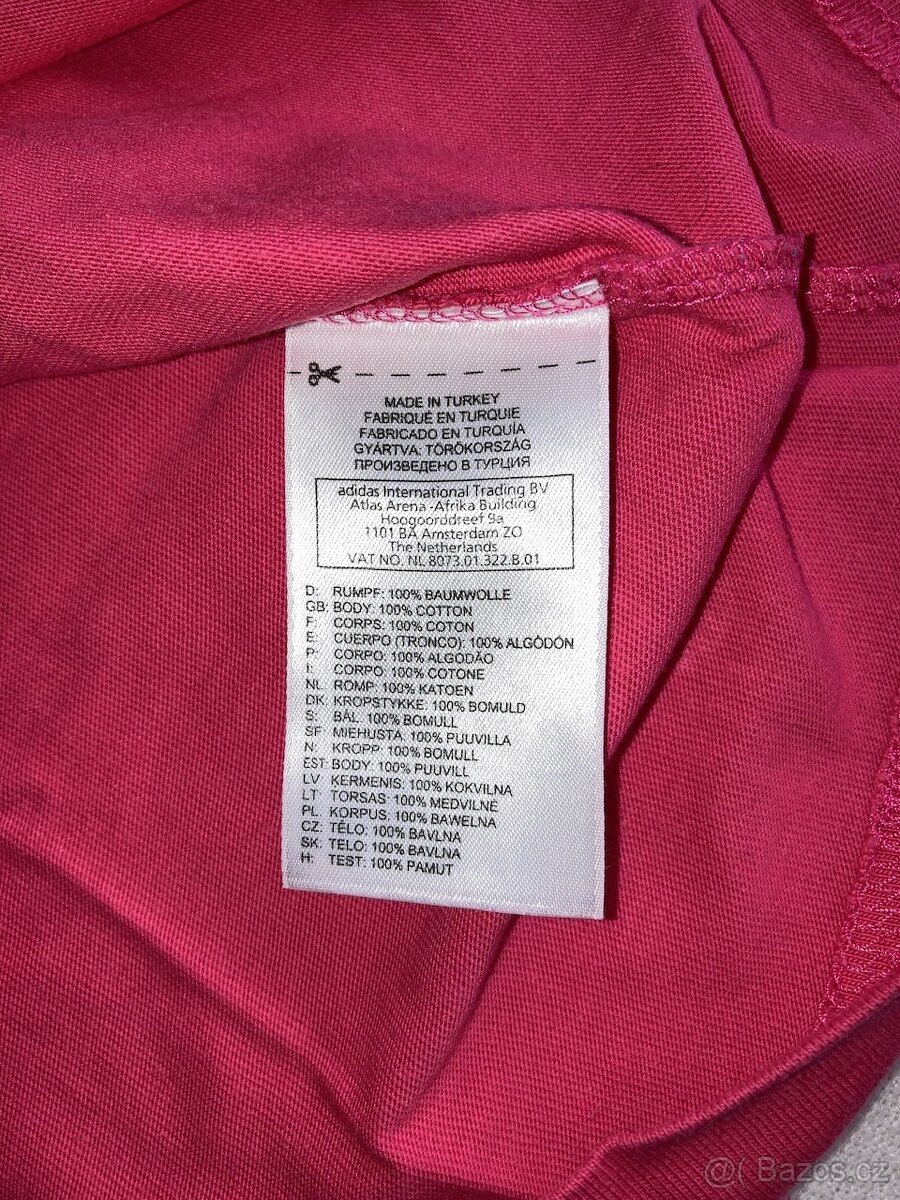 MADE IN TURKEY
FABRIQUÉ EN TURQUIE
FABRICADO EN TURQUÍA
GYÁRTVA: TÖRÖKORSZÁG
ПРОИЗВЕДЕНО В ТУРЦИЯ
adidas International Trading BV
Atlas Arena -Afrika Building
Hoogoorddreef 9a
1101 BA Amsterdam ZO
The Netherlands
VAT NO. NL 8073.01.322.B.01
D: RUMPF: 100% BAUMWOLLE
GB: BODY: 100% COTTON
F: CORPS: 100% COTON
E: CUERPO (TRONCO): 100% ALGODÓN
P: CORPO: 100% ALGODÃO
I: CORPO: 100% COTONE
NL: ROMP: 100% KATOEN
DK: KROPSTYKKE: 100% BOMULD
S: BÅL: 100% BOMULL
SF: MIEHUSTA: 100% PUUVILLA
N: KROPP: 100% BOMULL
EST: BODY: 100% PUUVILL
LV ĶERMENIS: 100% KOKVILNA
LT TORSAS: 100% MEDVILNĖ
PL KORPUS: 100% BAWEŁNA
CZ: TĚLO: 100% BAVLNA
SK: TELO: 100% BAVLNA
H: TEST: 100% PAMUT
@( Bazos.cz